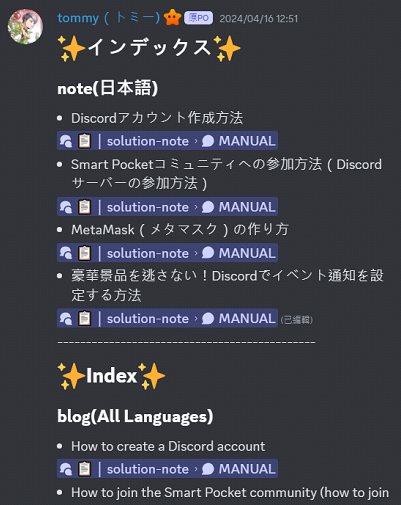 tommy ( トミー) 原PO 2024/04/16 12:51
✨インデックス✨
note(日本語)
• Discordアカウント作成方法
📋 | solution-note › MANUAL
• Smart Pocketコミュニティへの参加方法 ( Discord
サーバーの参加方法 )
📋 | solution-note › MANUAL
• MetaMask ( メタマスク ) の作り方
📋 | solution-note › MANUAL
• 豪華景品を逃さない！Discordでイベント通知を設
定する方法
📋 | solution-note › MANUAL (已編輯)
--------------------------------------------
✨Index✨
blog(All Languages)
• How to create a Discord account
📋 | solution-note › MANUAL
• How to join the Smart Pocket community (how to join